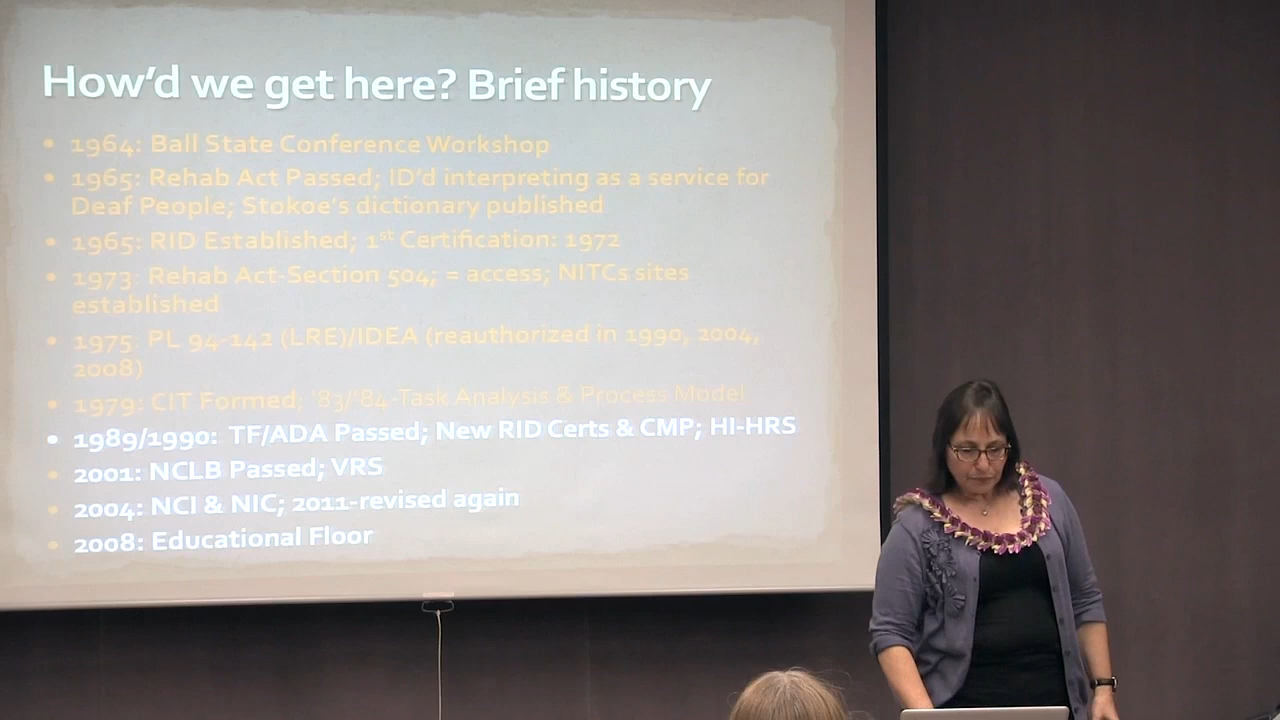 How'd we get here? Brief history
• 1964: Ball State Conference Workshop
• 1965: Rehab Act Passed; ID'd interpreting as a service for
Deaf People; Stokoe's dictionary published
• 1965: RID Established; 1st Certification: 1972
• 1973: Rehab Act-Section 504; = access; NITCs sites
established
• 1975: PL 94-142 (LRE)/IDEA (reauthorized in 1990, 2004,
2008)
• 1979: CIT Formed; '83/'84-Task Analysis & Process Model
• 1989/1990: TF/ADA Passed; New RID Certs & CMP; HI-HRS
• 2001: NCLB Passed; VRS
• 2004: NCI & NIC; 2011-revised again
• 2008: Educational Floor